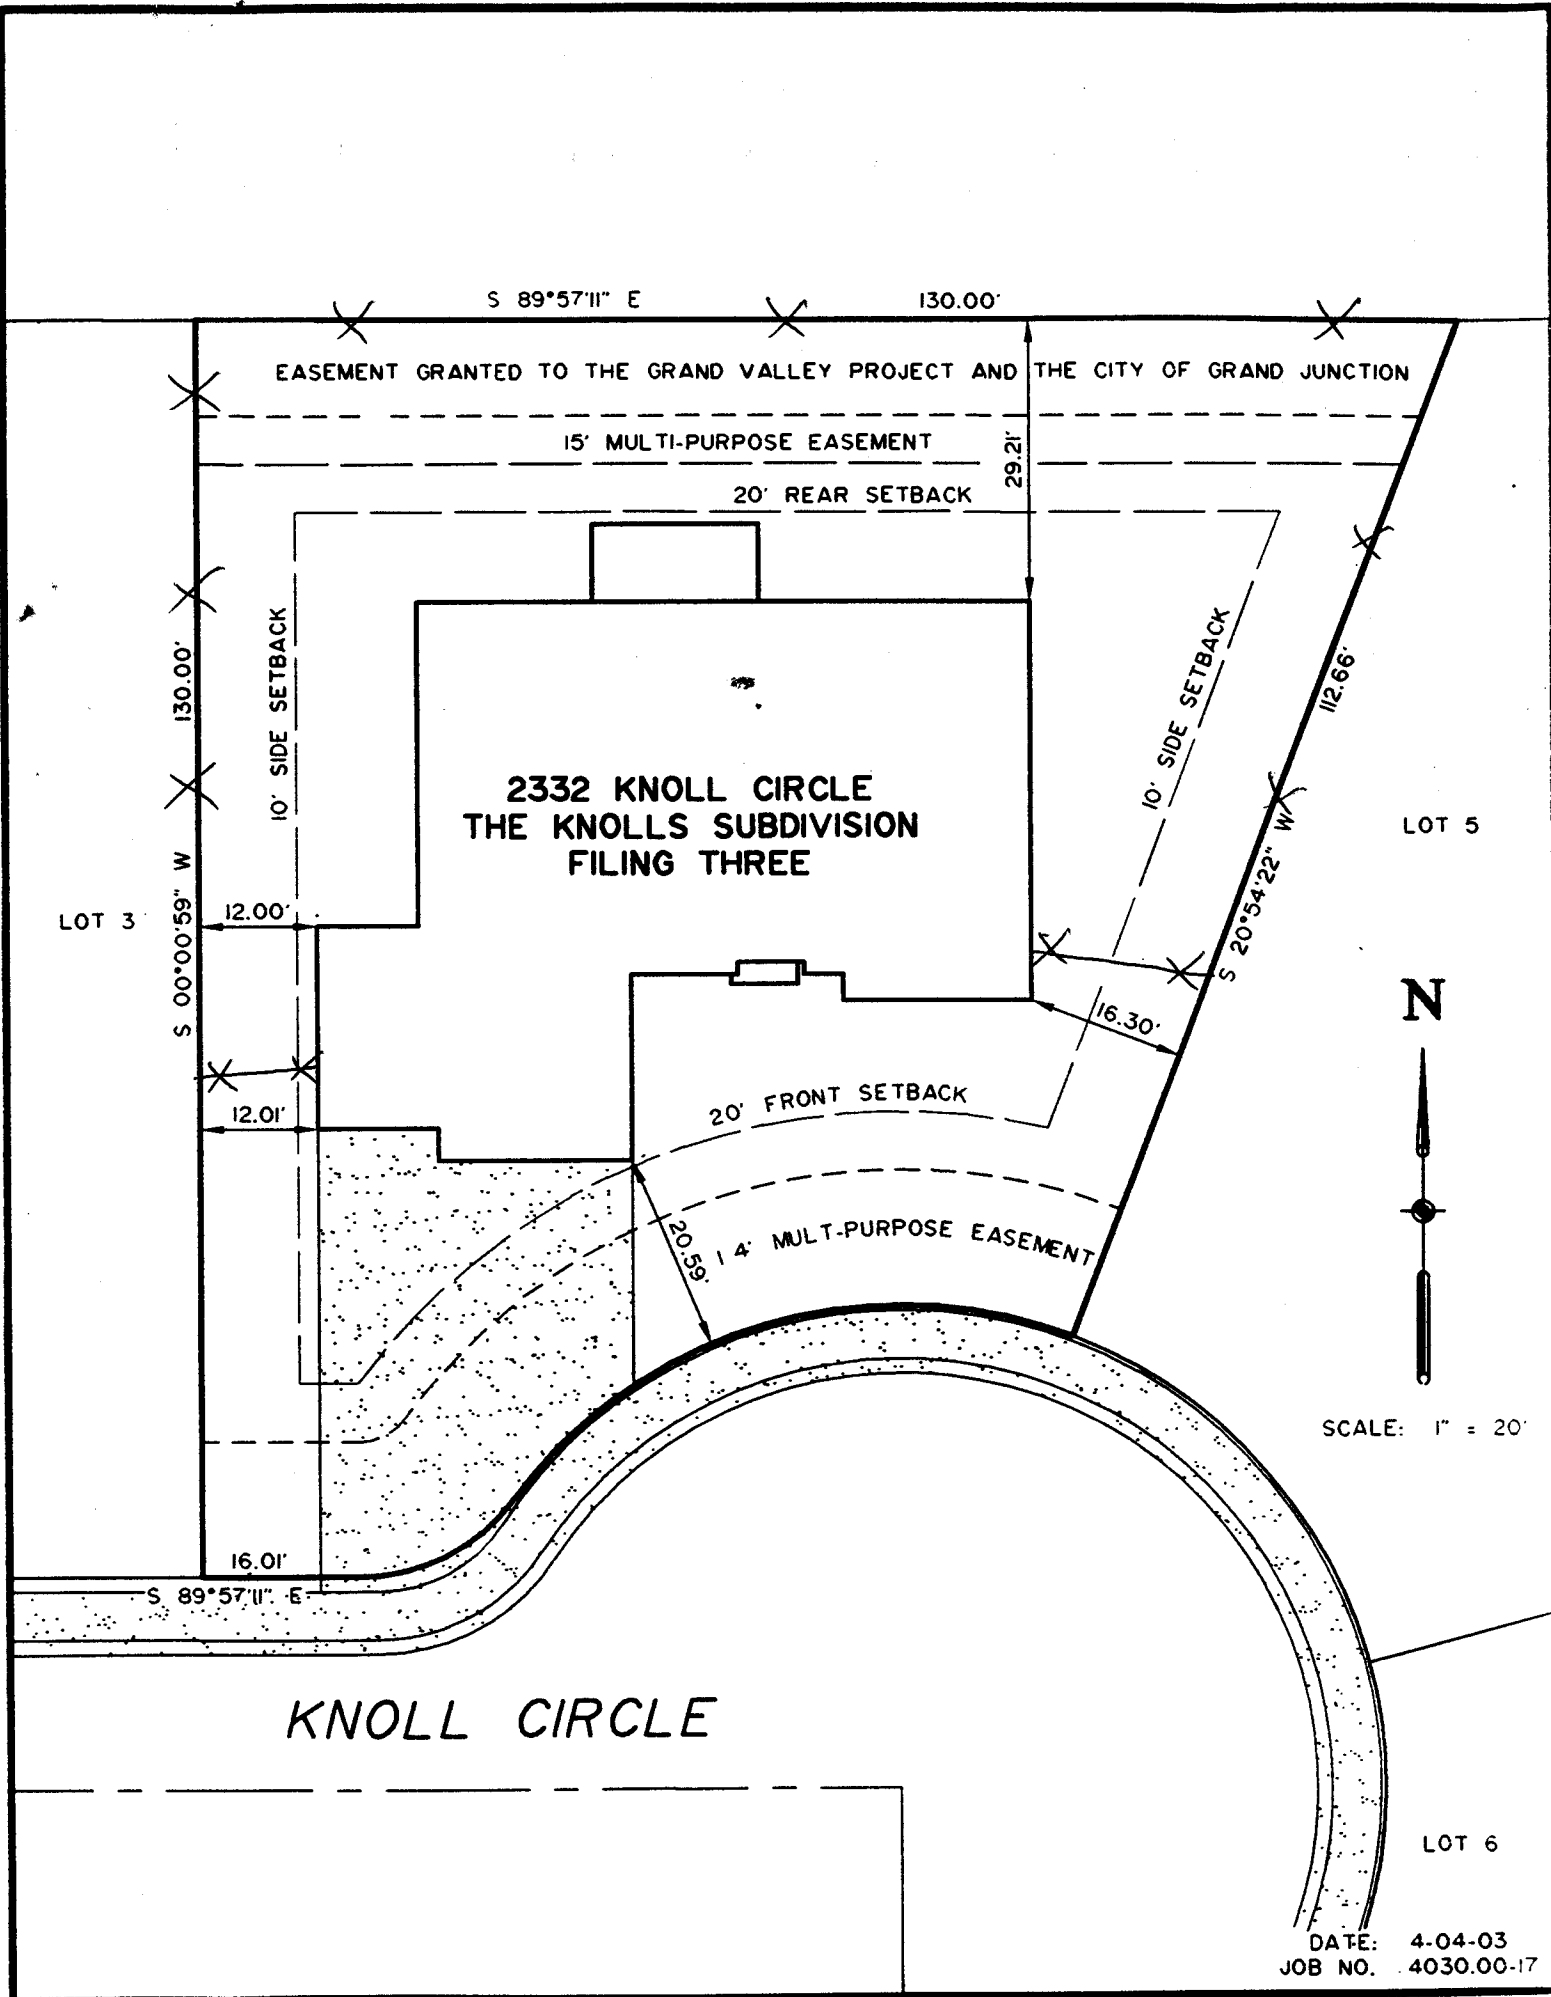 S 89°57'11" E 130.00'
EASEMENT GRANTED TO THE GRAND VALLEY PROJECT AND THE CITY OF GRAND JUNCTION
15' MULTI-PURPOSE EASEMENT
29.21'
20' REAR SETBACK
10' SIDE SETBACK
130.00'
S 00°00'59" W
10' SIDE SETBACK
112.66'
S 20°54'22" W
2332 KNOLL CIRCLE
THE KNOLLS SUBDIVISION
FILING THREE
LOT 5
LOT 3
12.00'
N
16.30'
12.01'
20' FRONT SETBACK
20.59'
14' MULT-PURPOSE EASEMENT
SCALE: 1" = 20'
16.01'
S 89°57'11" E
KNOLL CIRCLE
LOT 6
DATE: 4-04-03
JOB NO. 4030.00-17